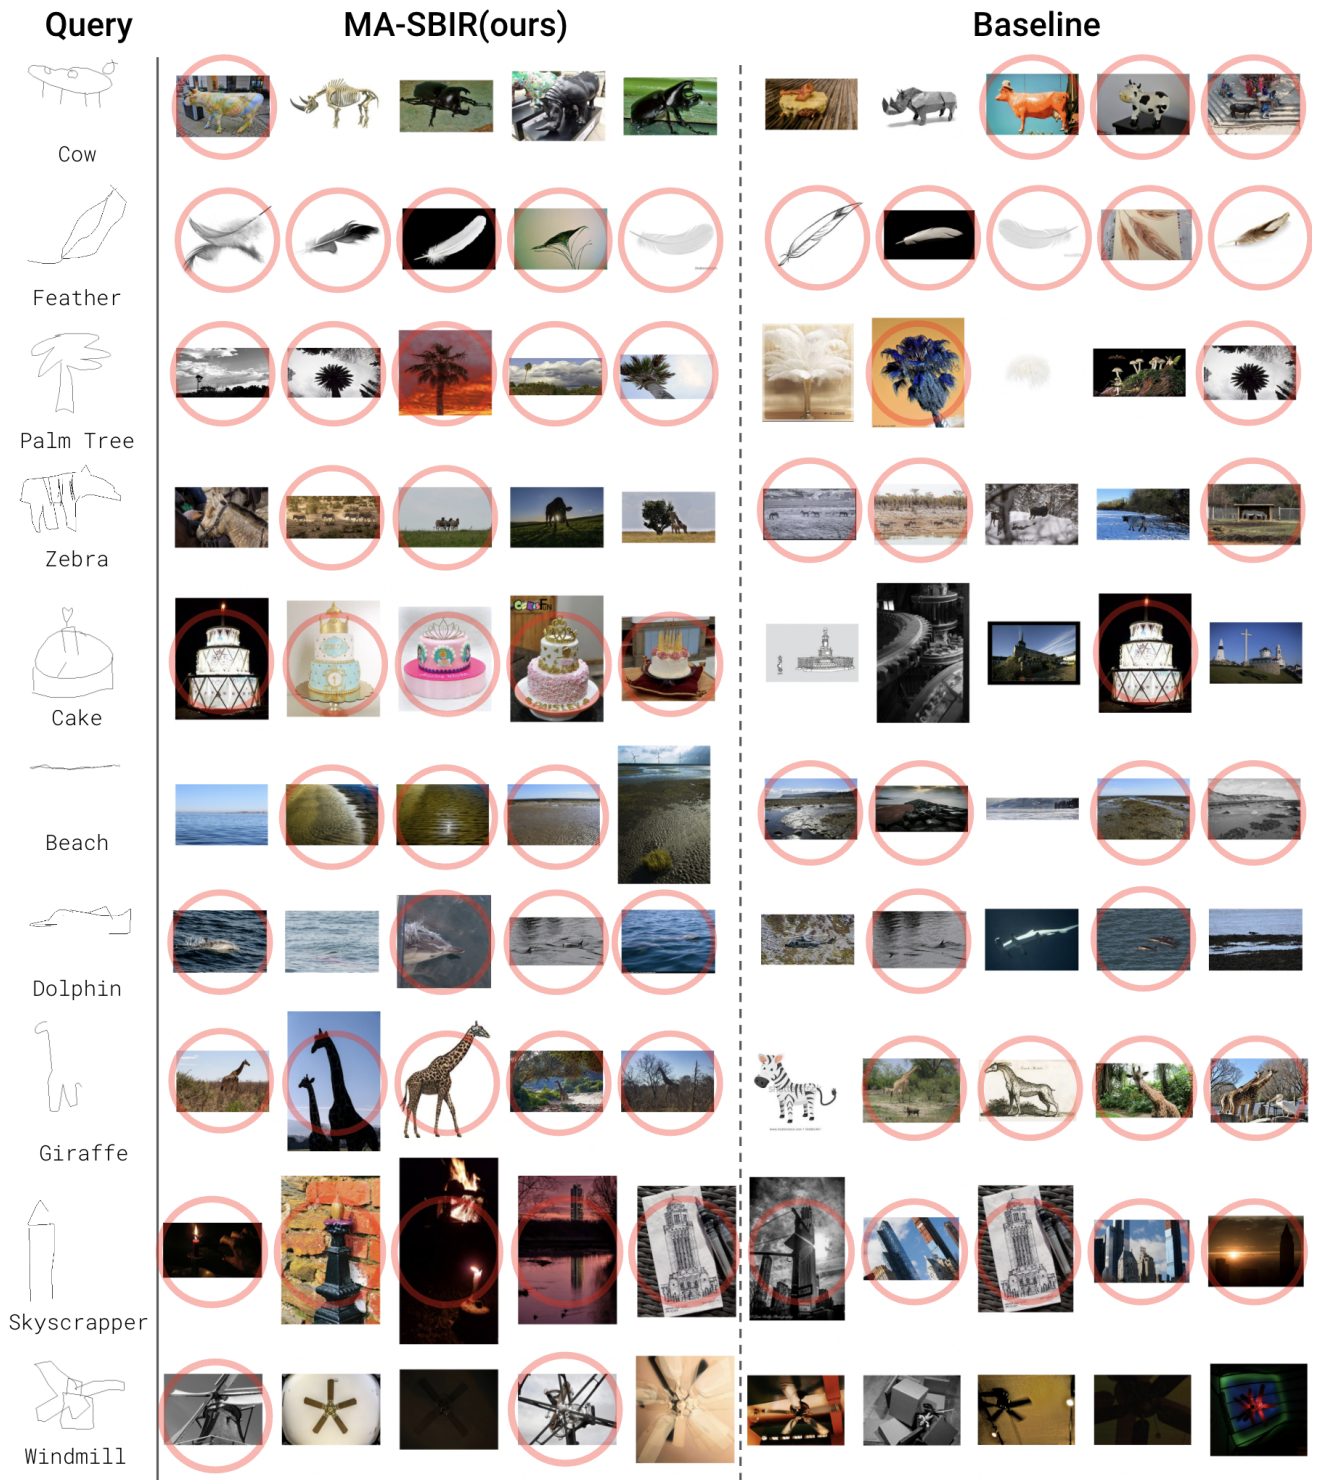 Query
MA-SBIR(ours)
Baseline
Cow
Feather
Palm Tree
Zebra
Cake
Beach
Dolphin
Giraffe
Skyscrapper
Windmill